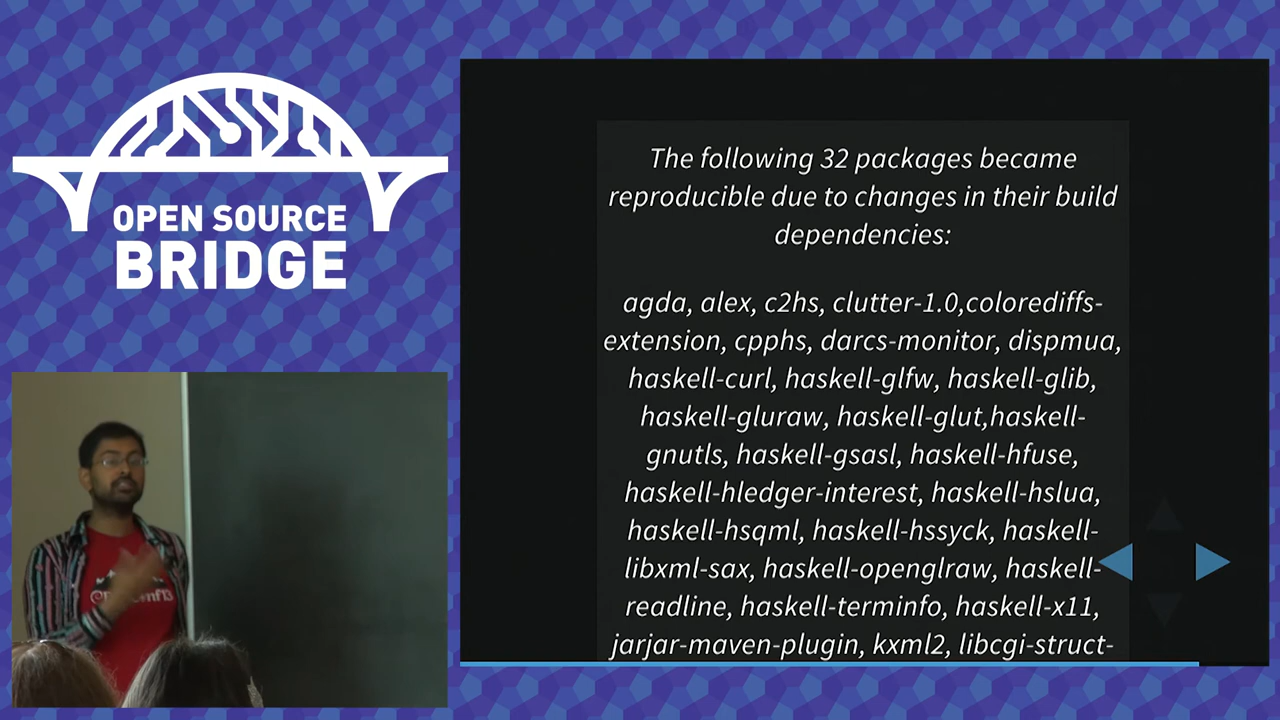 OPEN SOURCE
BRIDGE
The following 32 packages became
reproducible due to changes in their build
dependencies:
agda, alex, c2hs, clutter-1.0,colorediffs-
extension, cpphs, darcs-monitor, dispmua,
haskell-curl, haskell-glfw, haskell-glib,
haskell-gluraw, haskell-glut,haskell-
gnutls, haskell-gsasl, haskell-hfuse,
haskell-hledger-interest, haskell-hslua,
haskell-hsqml, haskell-hssyck, haskell-
libxml-sax, haskell-openglraw, haskell-
readline, haskell-terminfo, haskell-x11,
jarjar-maven-plugin, kxml2, libcgi-struct-